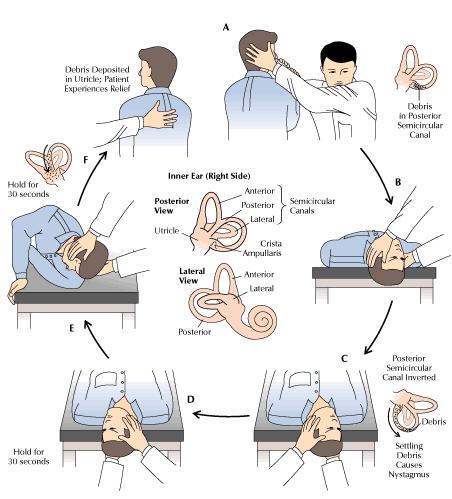 A
Debris Deposited
in Utricle; Patient
Experiences Relief
Debris
in Posterior
Semicircular
Canal
F
Hold for
30 seconds
B
Inner Ear (Right Side)
Posterior
View
Anterior
Posterior
Lateral
Semicircular
Canals
Utricle
Crista
Ampullaris
Lateral
View
Anterior
Lateral
Posterior
E
C
Posterior
Semicircular
Canal Inverted
Debris
Settling
Debris
Causes
Nystagmus
D
Hold for
30 seconds